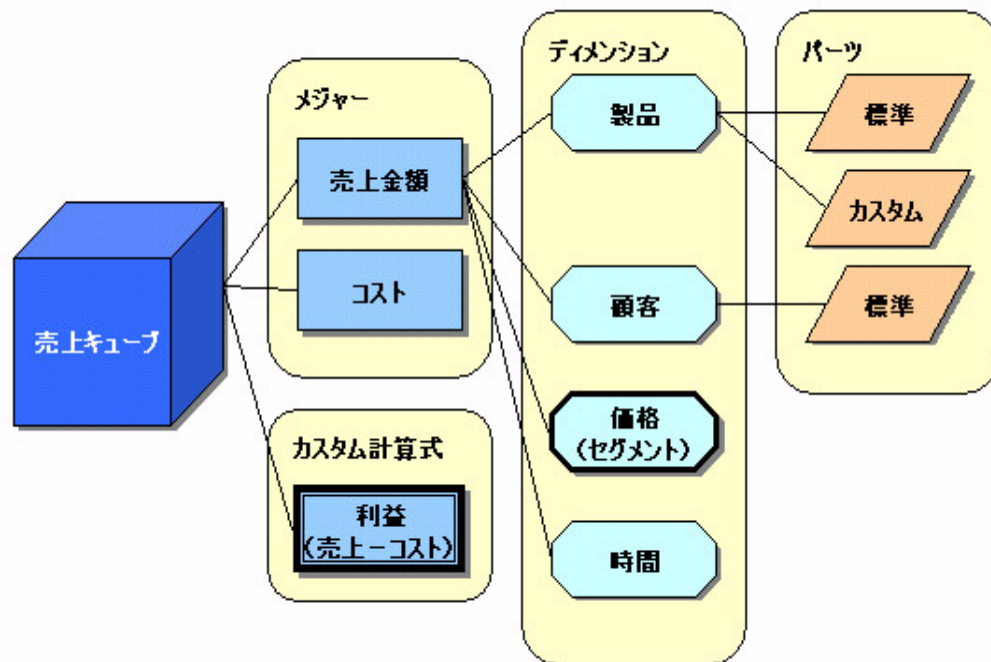 売上キューブ
メジャー
売上金額
コスト
カスタム計算式
利益
(売上-コスト)
ディメンション
製品
顧客
価格
(セグメント)
時間
パーツ
標準
カスタム
標準